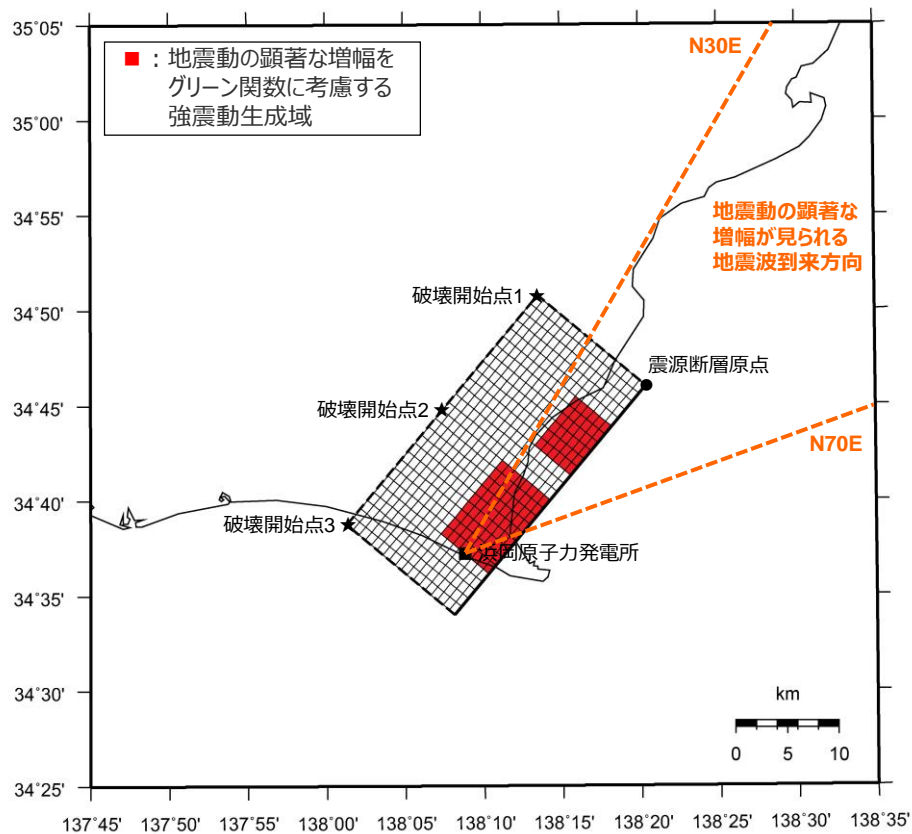 35°05'
■ : 地震動の顕著な増幅を
グリーン関数に考慮する
強震動生成域
N30E
35°00'
34°55'
地震動の顕著な
増幅が見られる
地震波到来方向
34°50'
破壊開始点1
震源断層原点
34°45'
破壊開始点2
N70E
34°40'
破壊開始点3
浜岡原子力発電所
34°35'
34°30'
km
0 5 10
34°25'
137°45' 137°50' 137°55' 138°00' 138°05' 138°10' 138°15' 138°20' 138°25' 138°30' 138°35'